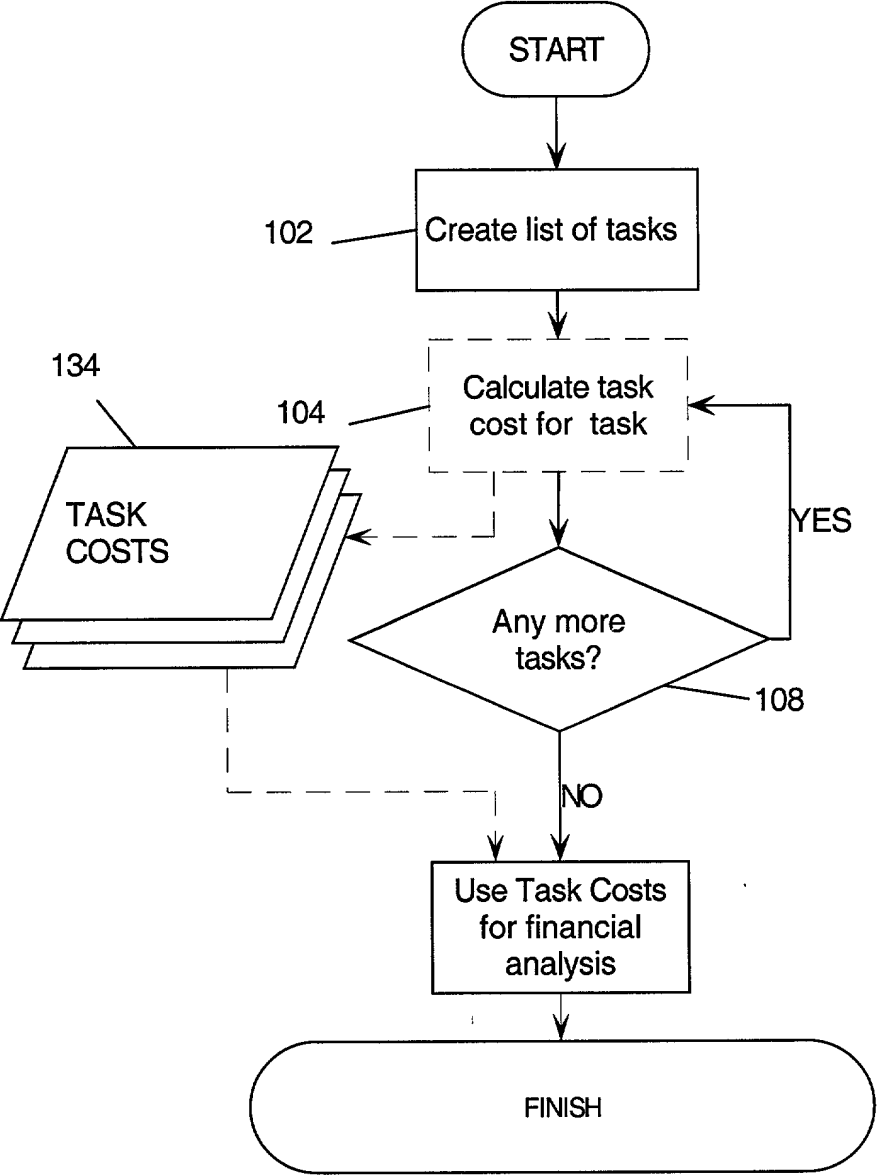 START
102
Create list of tasks
134
104
Calculate task
cost for task
TASK
COSTS
YES
Any more
tasks?
108
NO
Use Task Costs
for financial
analysis
FINISH